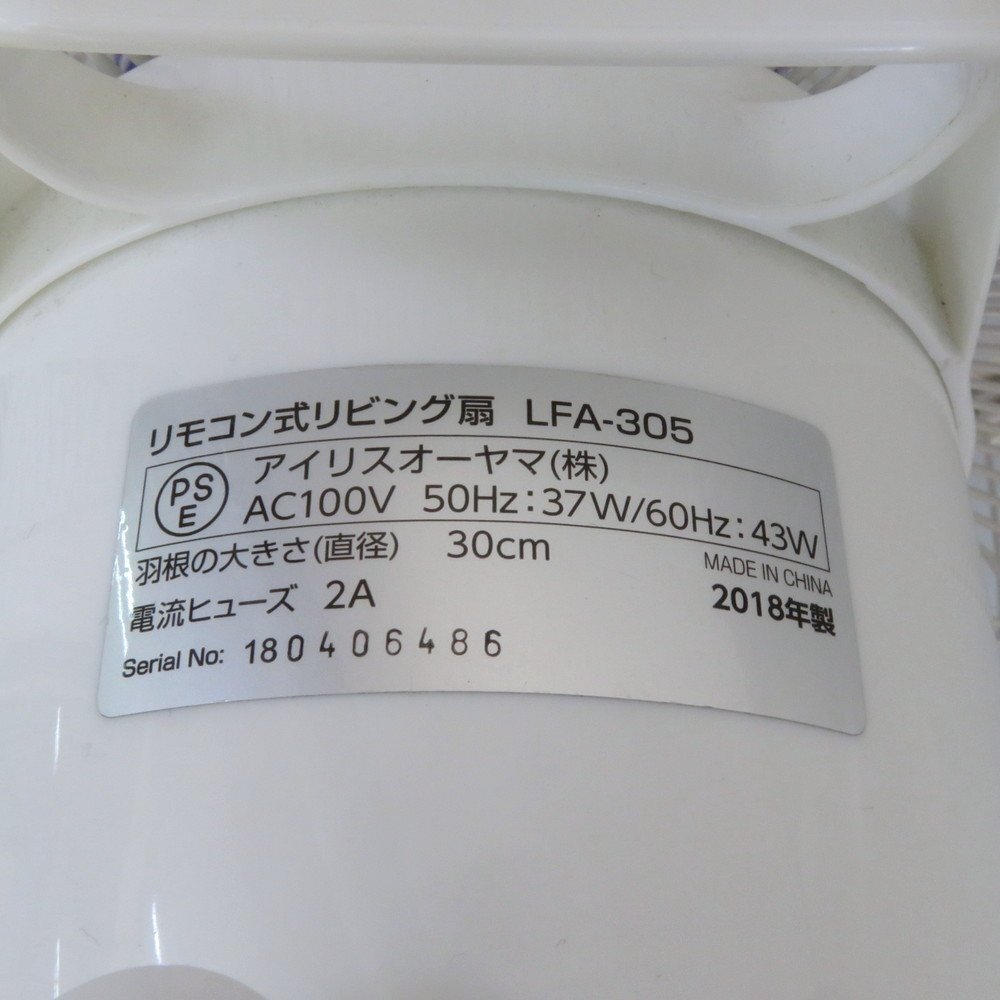 リモコン式リビング扇 LFA-305
PSE
アイリスオーヤマ(株)
AC100V 50Hz:37W/60Hz:43W
羽根の大きさ(直径) 30cm
MADE IN CHINA
電流ヒューズ 2A
2018年製
Serial No: 180406486